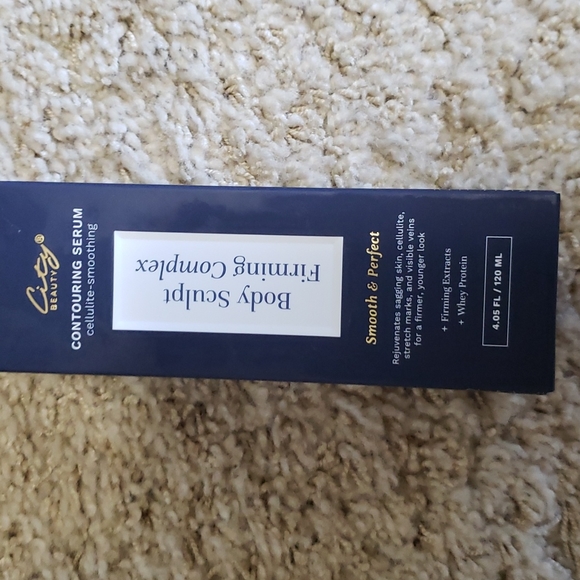 City®
BEAUTY
CONTOURING SERUM
cellulite-smoothing
Body Sculpt
Firming Complex
Smooth & Perfect
Rejuvenates sagging skin, cellulite,
stretch marks, and visible veins
for a firmer, younger look
+ Firming Extracts
+ Whey Protein
4.05 FL / 120 ML